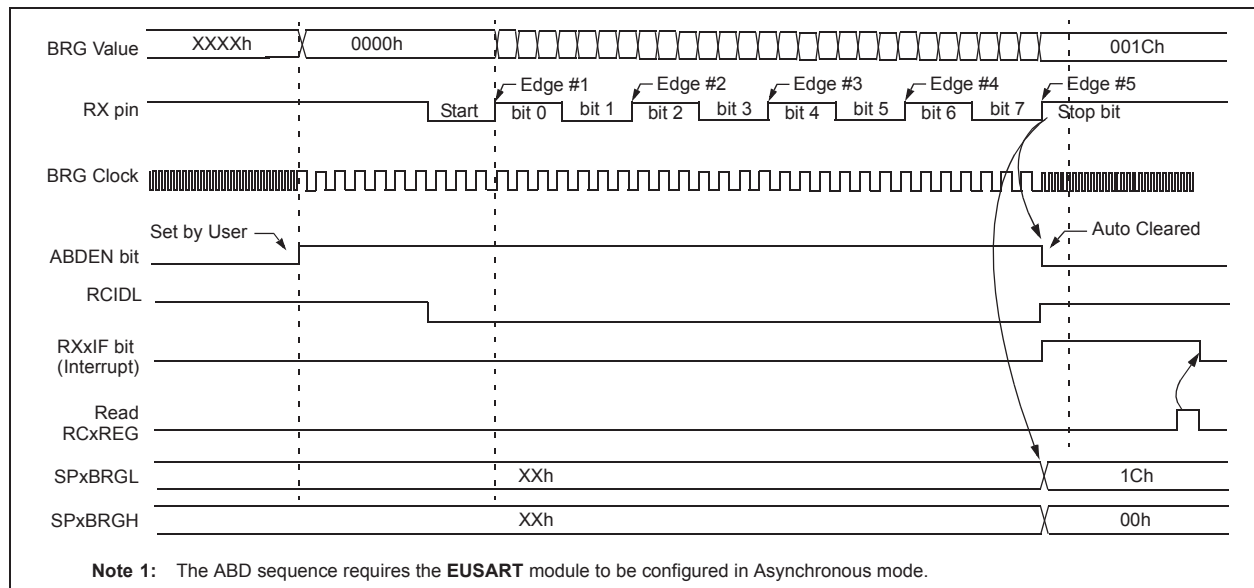 BRG Value XXXXh 0000h 001Ch
Edge #1 Edge #2 Edge #3 Edge #4 Edge #5
RX pin Start bit 0 bit 1 bit 2 bit 3 bit 4 bit 5 bit 6 bit 7 Stop bit
BRG Clock
Set by User Auto Cleared
ABDEN bit
RCIDL
RXxIF bit
(Interrupt)
Read
RCxREG
SPxBRGL XXh 1Ch
SPxBRGH XXh 00h
Note 1: The ABD sequence requires the EUSART module to be configured in Asynchronous mode.